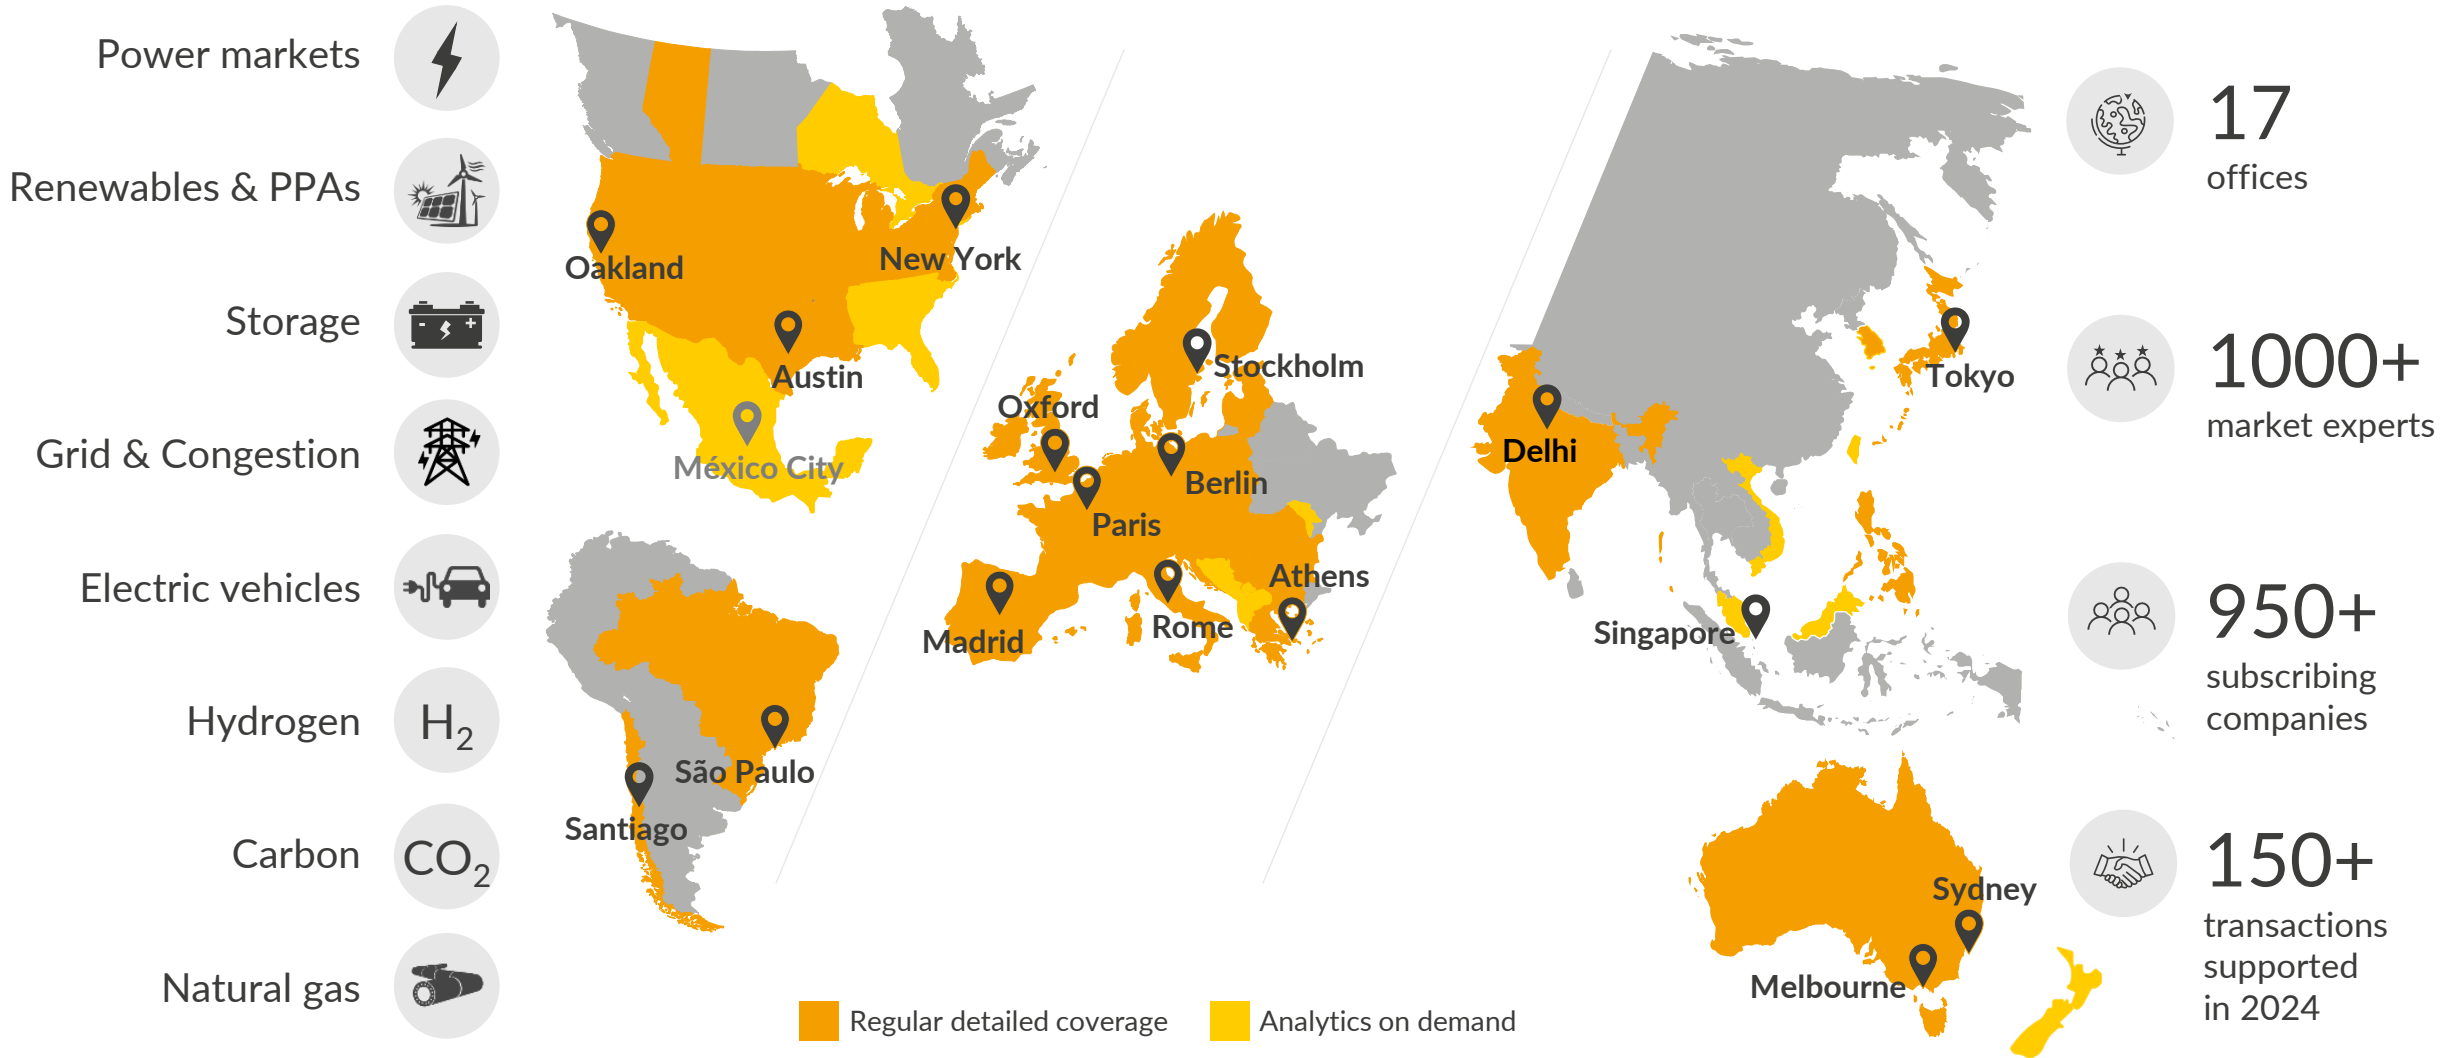 Power markets
Renewables & PPAs
Storage
Grid & Congestion
Electric vehicles
Hydrogen
H2
Carbon
CO2
Natural gas
Oakland
New York
Austin
México City
São Paulo
Santiago
Stockholm
Oxford
Berlin
Paris
Athens
Rome
Madrid
Tokyo
Delhi
Singapore
Sydney
Melbourne
Regular detailed coverage
Analytics on demand
17
offices
1000+
market experts
950+
subscribing
companies
150+
transactions
supported
in 2024